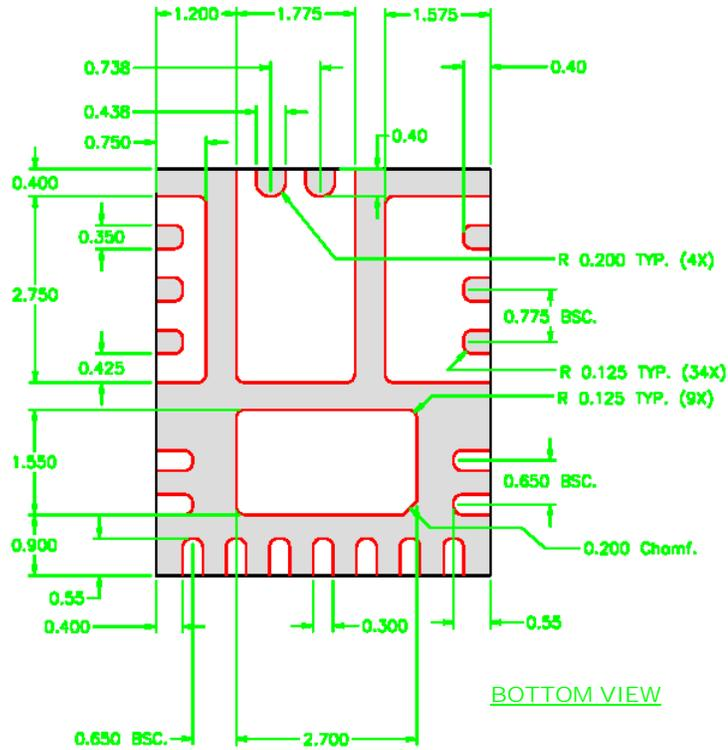 1.200 1.775 1.575
0.738 0.40
0.438
0.40
0.750
0.400
0.350
R 0.200 TYP. (4X)
2.750
0.775 BSC.
0.425
R 0.125 TYP. (34X)
R 0.125 TYP. (9X)
1.550
0.650 BSC.
0.900
0.200 Chamf.
0.55
0.400 0.300 0.55
BOTTOM VIEW
0.650 BSC. 2.700